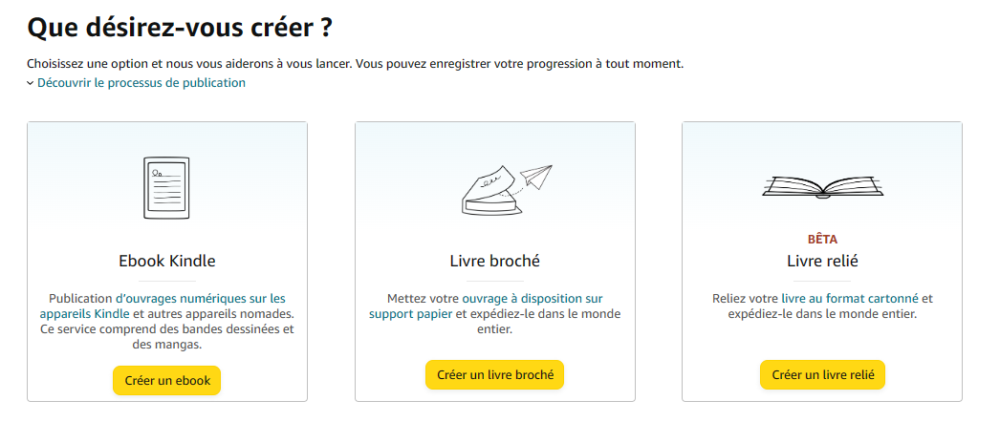 Que désirez-vous créer ?
Choisissez une option et nous vous aiderons à vous lancer. Vous pouvez enregistrer votre progression à tout moment.
Découvrir le processus de publication
Ebook Kindle
Publication d'ouvrages numériques sur les
appareils Kindle et autres appareils nomades.
Ce service comprend des bandes dessinées et
des mangas.
Créer un ebook
Livre broché
Mettez votre ouvrage à disposition sur
support papier et expédiez-le dans le monde
entier.
Créer un livre broché
BÊTA
Livre relié
Reliez votre livre au format cartonné et
expédiez-le dans le monde entier.
Créer un livre relié